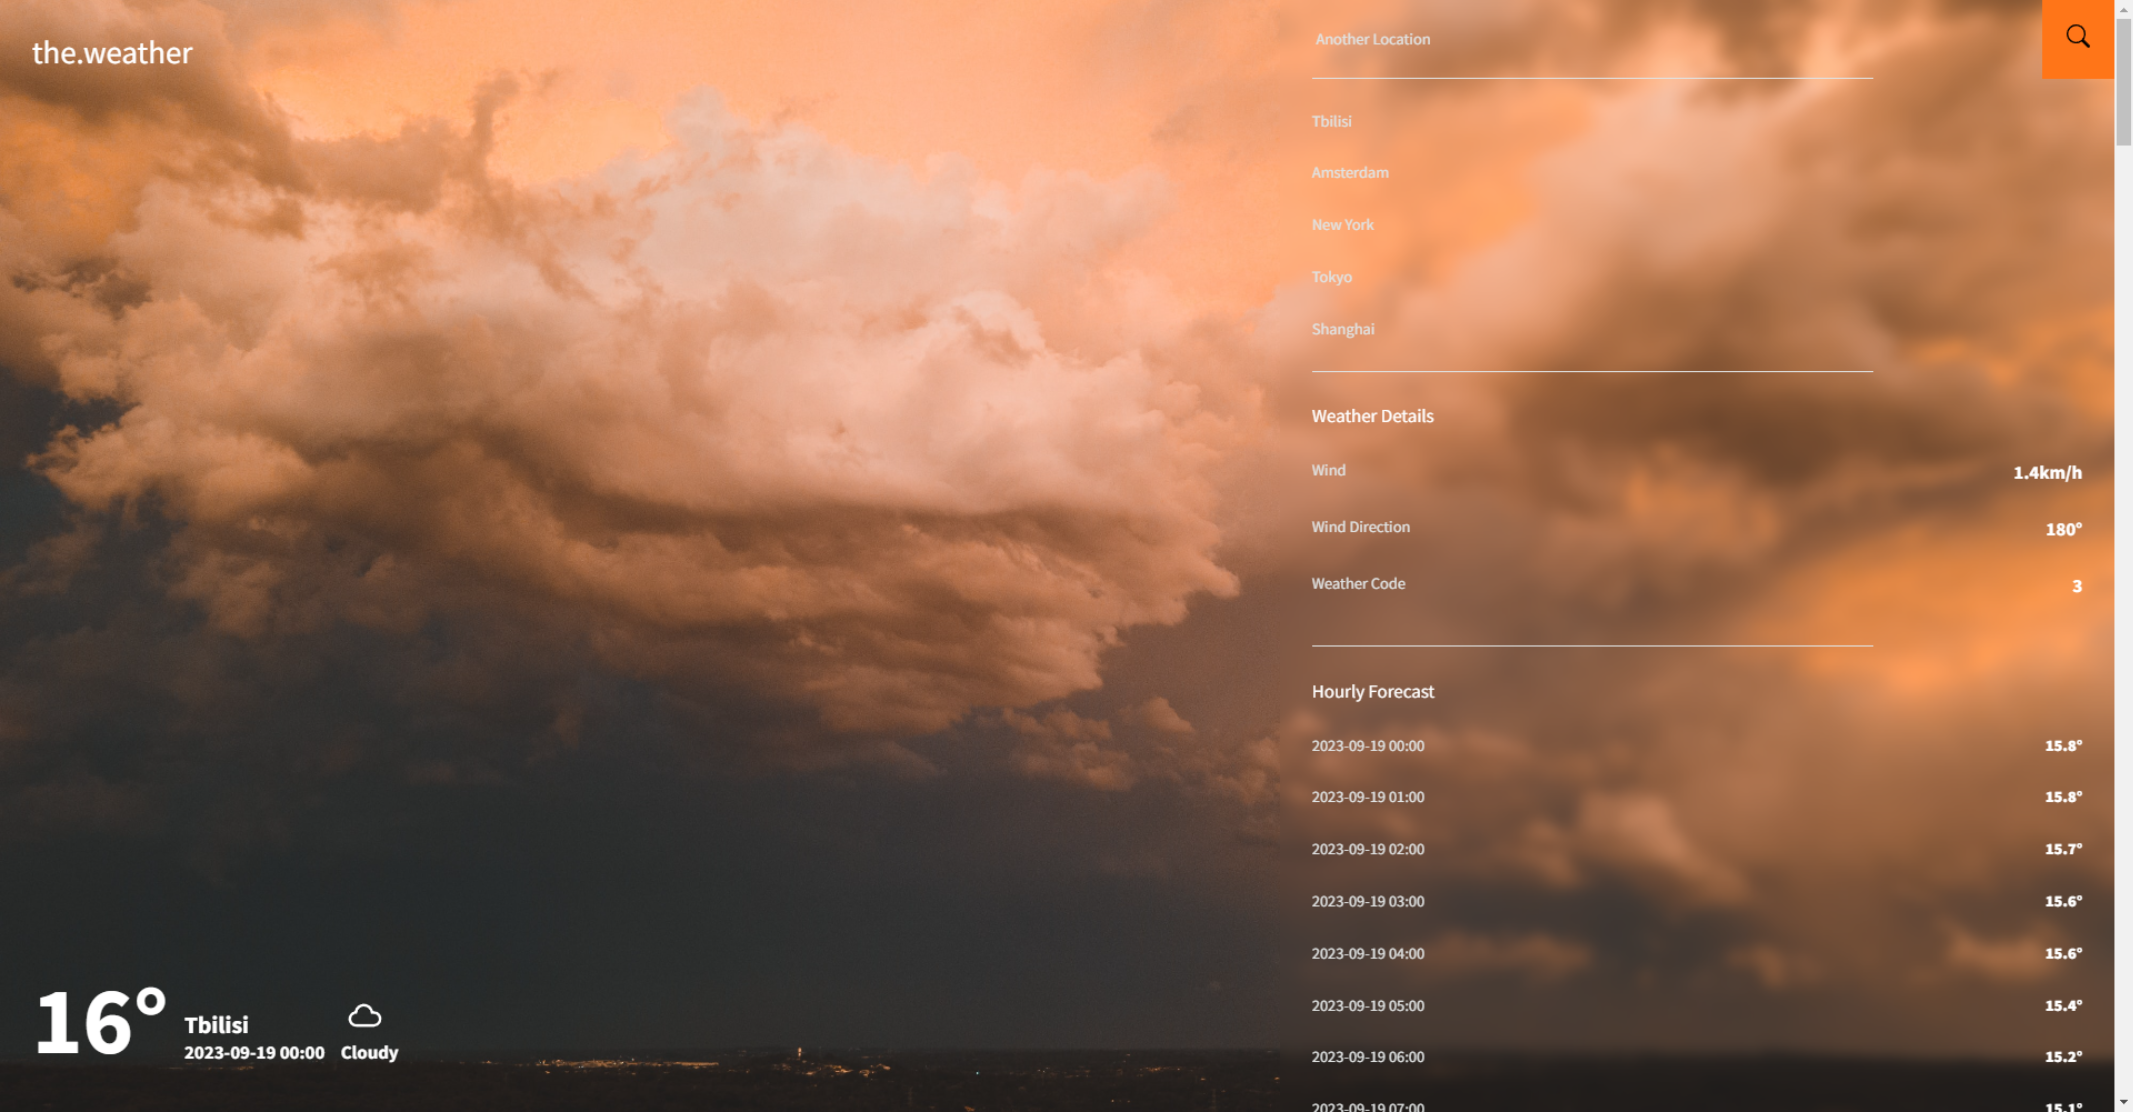 the.weather
Another Location
Tbilisi
Amsterdam
New York
Tokyo
Shanghai
Weather Details
Wind 1.4km/h
Wind Direction 180°
Weather Code 3
Hourly Forecast
2023-09-19 00:00 15.8°
2023-09-19 01:00 15.8°
2023-09-19 02:00 15.7°
2023-09-19 03:00 15.6°
2023-09-19 04:00 15.6°
2023-09-19 05:00 15.4°
2023-09-19 06:00 15.2°
2023-09-19 07:00 15.1°
16°
Tbilisi
2023-09-19 00:00 Cloudy